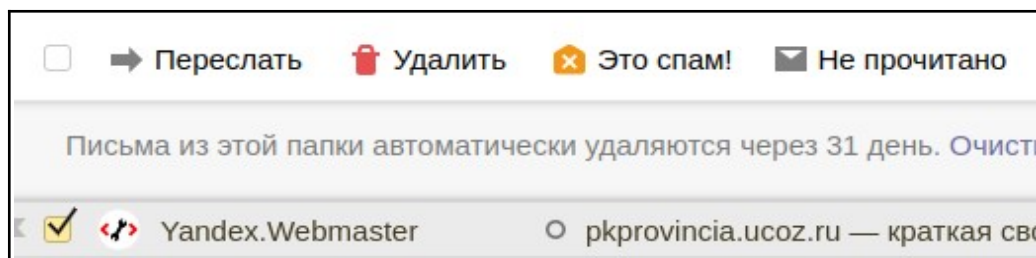 Переслать Удалить Это спам! Не прочитано
Письма из этой папки автоматически удаляются через 31 день.
Yandex.Webmaster pkprovincia.ucoz.ru — краткая